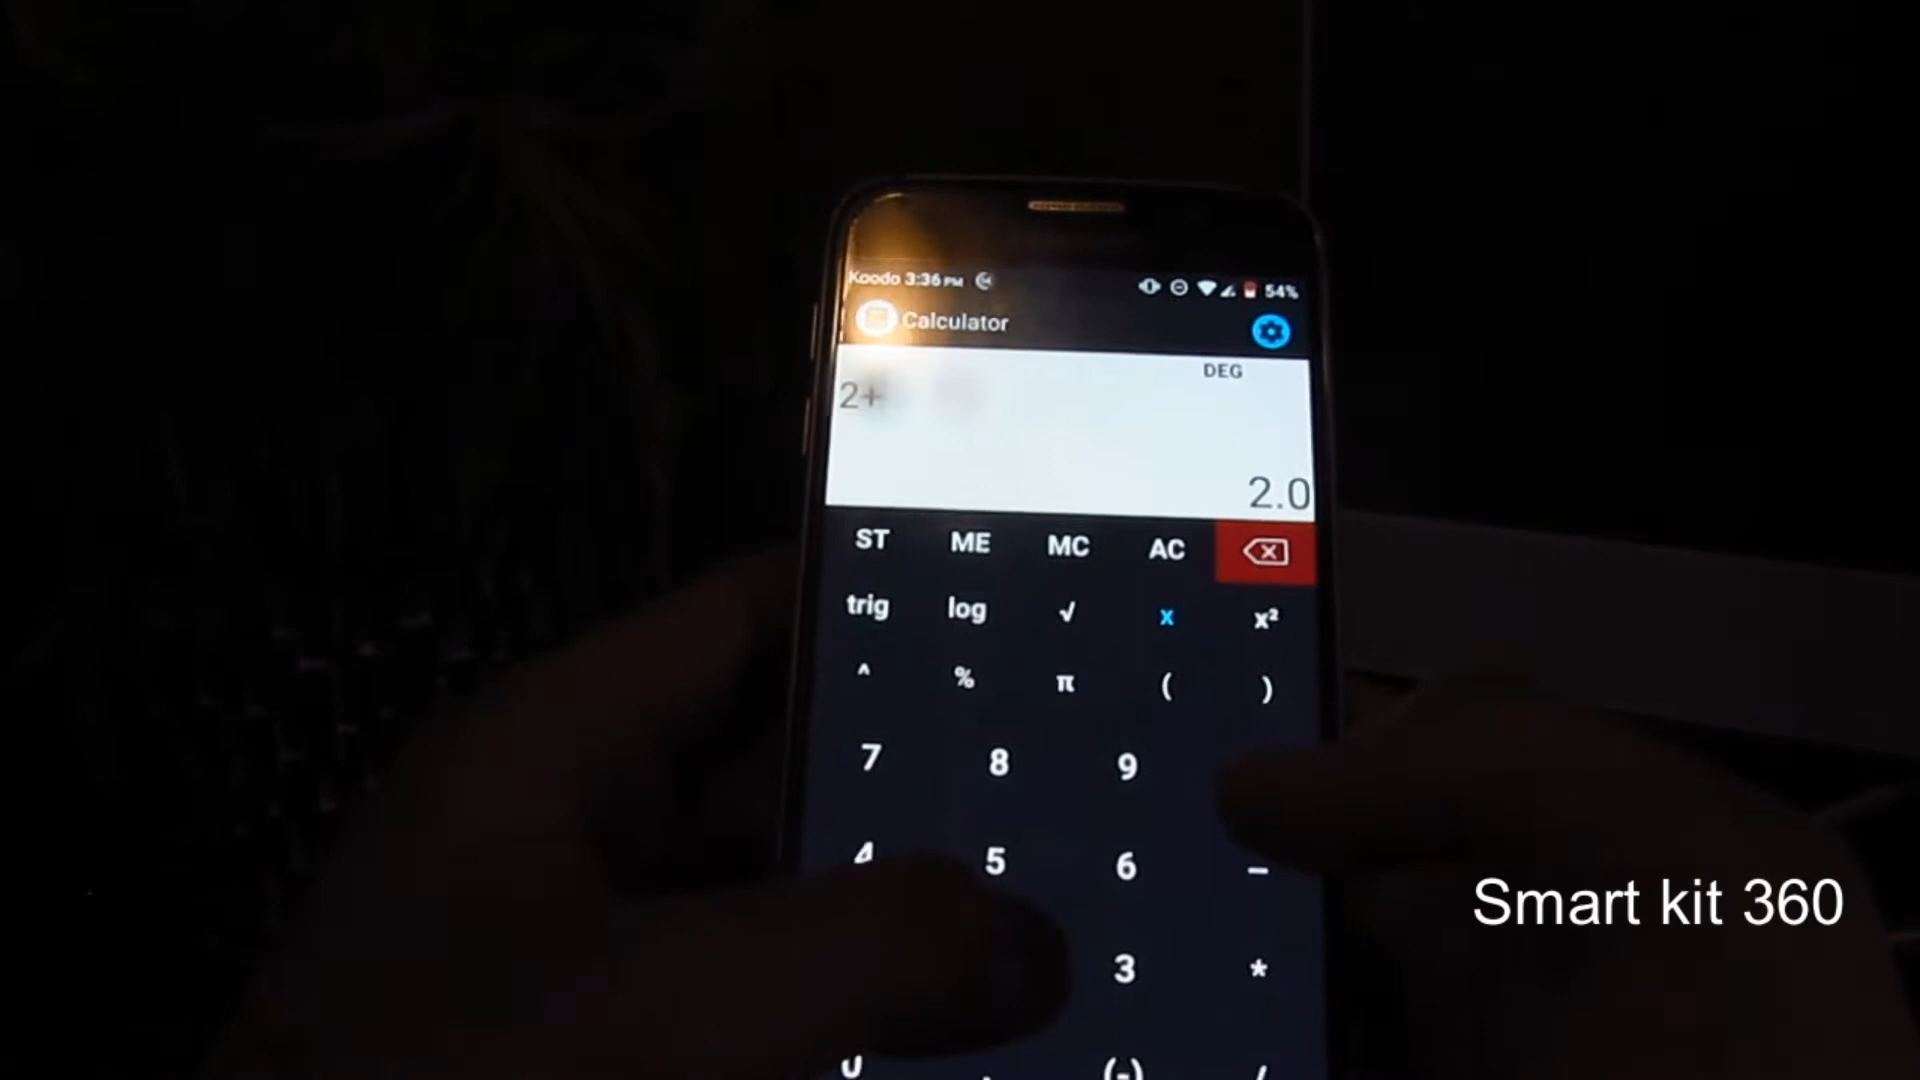 Koodo 3:36 PM 54%
Calculator
DEG
2+
2.0
ST ME MC AC
trig log √ x x²
^ % π ( )
7 8 9
4 5 6 –
3 *
0 . (-) /
Smart kit 360